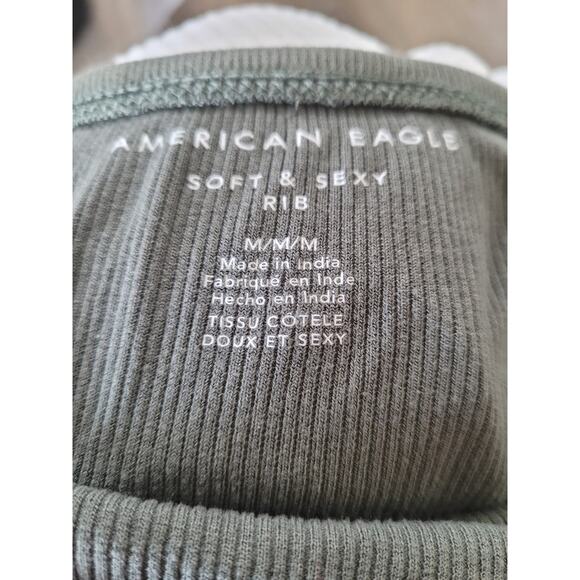 AMERICAN EAGLE
SOFT & SEXY
RIB
M/M/M
Made in India
Fabriqué en Inde
Hecho en India
TISSU CÔTELÉ
DOUX ET SEXY